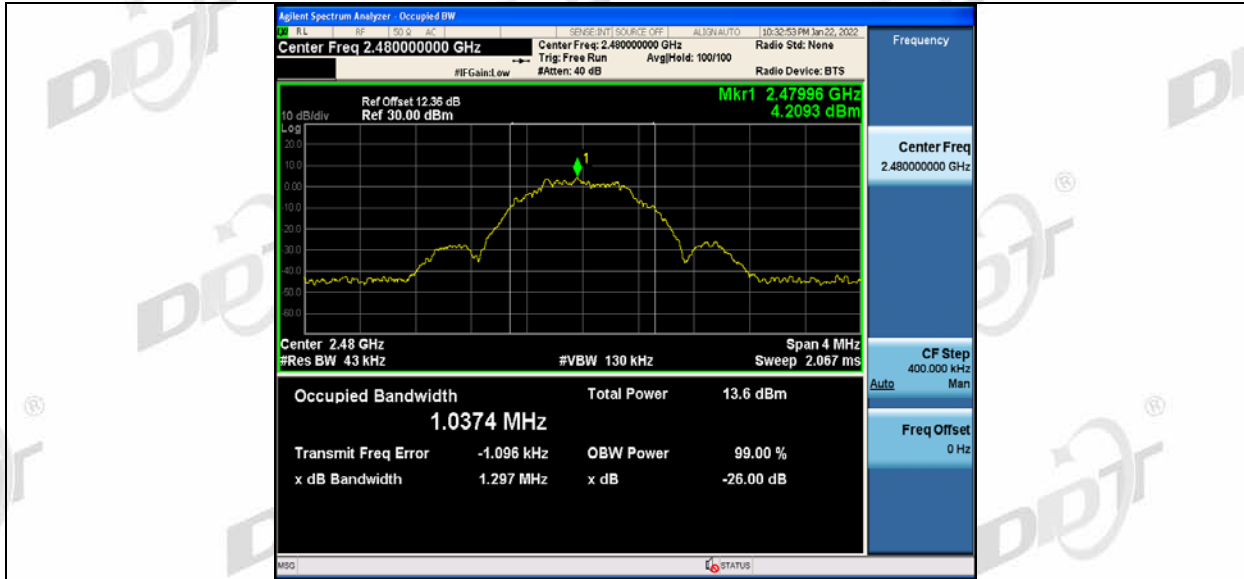 Agilent Spectrum Analyzer - Occupied BW
RL RF 50 Ω AC SENSE:INT SOURCE OFF ALIGN AUTO 10:32:53 PM Jan 22, 2022
Center Freq 2.480000000 GHz
Center Freq: 2.480000000 GHz
Radio Std: None
Trig: Free Run Avg|Hold: 100/100
#IFGain:Low #Atten: 40 dB Radio Device: BTS
Frequency
Ref Offset 12.36 dB
Mkr1 2.47996 GHz
10 dB/div Ref 30.00 dBm
4.2093 dBm
Log
20.0
10.0
0.00
-10.0
-20.0
-30.0
-40.0
-50.0
-60.0
1
Center 2.48 GHz Span 4 MHz
#Res BW 43 kHz #VBW 130 kHz Sweep 2.067 ms
Occupied Bandwidth Total Power 13.6 dBm
1.0374 MHz
Transmit Freq Error -1.096 kHz OBW Power 99.00 %
x dB Bandwidth 1.297 MHz x dB -26.00 dB
Center Freq
2.480000000 GHz
CF Step
400.000 kHz
Auto Man
Freq Offset
0 Hz
MSG STATUS
DDT
®